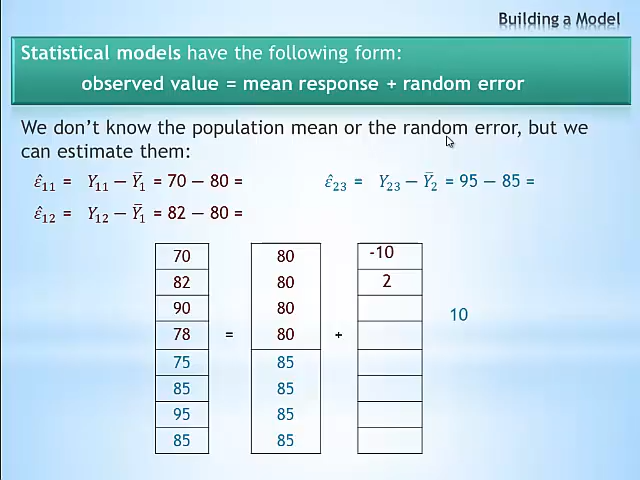 Building a Model
Statistical models have the following form:
observed value = mean response + random error
We don't know the population mean or the random error, but we
can estimate them:
ε̂₁₁ = Y₁₁ − Ȳ₁ = 70 − 80 =
ε̂₂₃ = Y₂₃ − Ȳ₂ = 95 − 85 =
ε̂₁₂ = Y₁₂ − Ȳ₁ = 82 − 80 =
70 80 -10
82 80 2
90 80
10
78 = 80 +
75 85
85 85
95 85
85 85